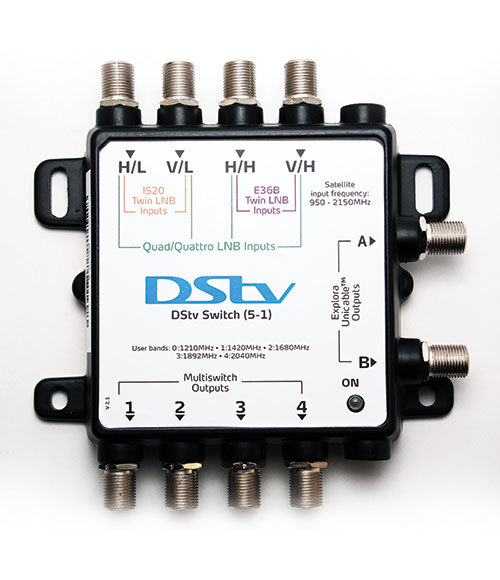 H/L V/L H/H V/H
IS20
Twin LNB
Inputs
E36B
Twin LNB
Inputs
Satellite
input frequency:
950 - 2150MHz
Quad/Quattro LNB Inputs
A
Explora
Unicable™
Outputs
B
DStv
DStv Switch (5-1)
User bands: 0:1210MHz • 1:1420MHz • 2:1680MHz
3:1892MHz • 4:2040MHz
ON
Multiswitch
Outputs
1 2 3 4
V 2.1